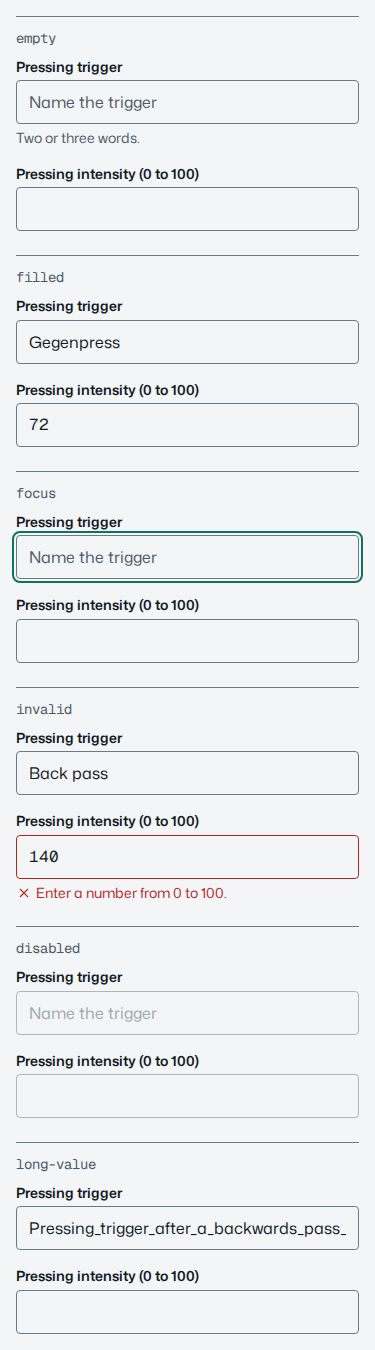 empty
Pressing trigger
Name the trigger
Two or three words.
Pressing intensity (0 to 100)
filled
Pressing trigger
Gegenpress
Pressing intensity (0 to 100)
72
focus
Pressing trigger
Name the trigger
Pressing intensity (0 to 100)
invalid
Pressing trigger
Back pass
Pressing intensity (0 to 100)
140
Enter a number from 0 to 100.
disabled
Pressing trigger
Name the trigger
Pressing intensity (0 to 100)
long-value
Pressing trigger
Pressing_trigger_after_a_backwards_pass_
Pressing intensity (0 to 100)